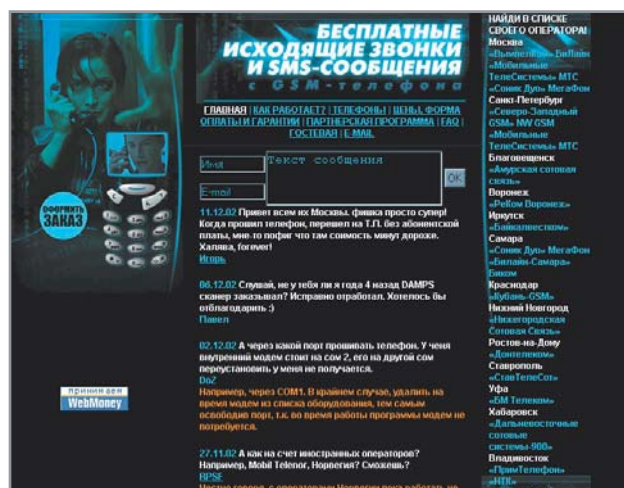 БЕСПЛАТНЫЕ
ИСХОДЯЩИЕ ЗВОНКИ
И SMS-СООБЩЕНИЯ
с GSM-телефона
ГЛАВНАЯ | КАК РАБОТАЕТ? | ТЕЛЕФОНЫ | ЦЕНЫ, ФОРМА
ОПЛАТЫ И ГАРАНТИИ | ПАРТНЕРСКАЯ ПРОГРАММА | FAQ |
ГОСТЕВАЯ | E-MAIL
Имя
Текст сообщения
E-mail
OK
11.12.02 Привет всем их Москвы. фишка просто супер!
Когда прошил телефон, перешел на Т.П. без абонентской
платы, мне-то пофиг что там соимость минут дороже.
Халява, forever!
Игорь
06.12.02 Слушай, не у тебя ли я года 4 назад DAMPS
сканер заказывал? Исправно отработал. Хотелось бы
отблагодарить :)
Павел
02.12.02 А через какой порт прошивать телефон. У меня
внутренний модем стоит на com 2, его на другой com
переустановить у меня не получается.
DoZ
Например, через COM1. В крайнем случае, удалить на
время модем из списка оборудования, тем самым
освободив порт, т.к. во время работы программы модем не
потребуется.
27.11.02 А как на счет иностранных операторов?
Например, Mobil Telenor, Норвегия? Сможешь?
BPSE
ОФОРМИТЬ
ЗАКАЗ
принимаем
WebMoney
НАЙДИ В СПИСКЕ
СВОЕГО ОПЕРАТОРА!
Москва
«Вымпелком» БиЛайн
«Мобильные
ТелеСистемы» МТС
«Соник Дуо» МегаФон
Санкт-Петербург
«Северо-Западный
GSM» NW GSM
«Мобильные
ТелеСистемы» МТС
Благовещенск
«Амурская сотовая
связь»
Воронеж
«РеКом Воронеж»
Иркутск
«Байкалвестком»
Самара
«Соник Дуо» МегаФон
«Билайн-Самара»
Биком
Краснодар
«Кубань-GSM»
Нижний Новгород
«Нижегородская
Сотовая Связь»
Ростов-на-Дону
«Донтелеком»
Ставрополь
«СтавТелеСот»
Уфа
«БМ Телеком»
Хабаровск
«Дальневосточные
сотовые
системы-900»
Владивосток
«ПримТелефон»
«НТК»